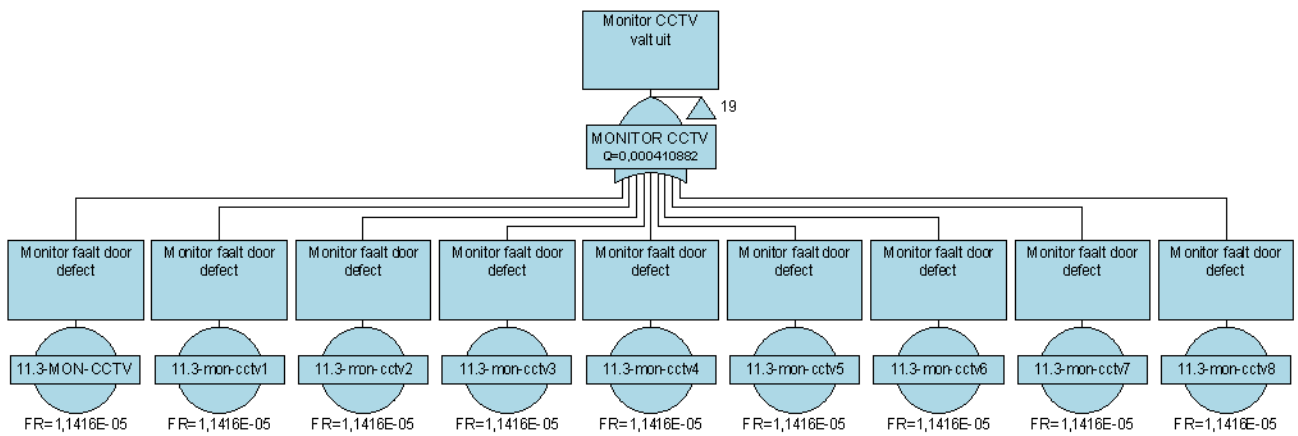 Monitor CCTV
valt uit
19
MONITOR CCTV
Q=0,000410882
Monitor faalt door
defect
Monitor faalt door
defect
Monitor faalt door
defect
Monitor faalt door
defect
Monitor faalt door
defect
Monitor faalt door
defect
Monitor faalt door
defect
Monitor faalt door
defect
Monitor faalt door
defect
11.3-MON-CCTV
11.3-mon-cctv1
11.3-mon-cctv2
11.3-mon-cctv3
11.3-mon-cctv4
11.3-mon-cctv5
11.3-mon-cctv6
11.3-mon-cctv7
11.3-mon-cctv8
FR=1,1416E-05
FR=1,1416E-05
FR=1,1416E-05
FR=1,1416E-05
FR=1,1416E-05
FR=1,1416E-05
FR=1,1416E-05
FR=1,1416E-05
FR=1,1416E-05